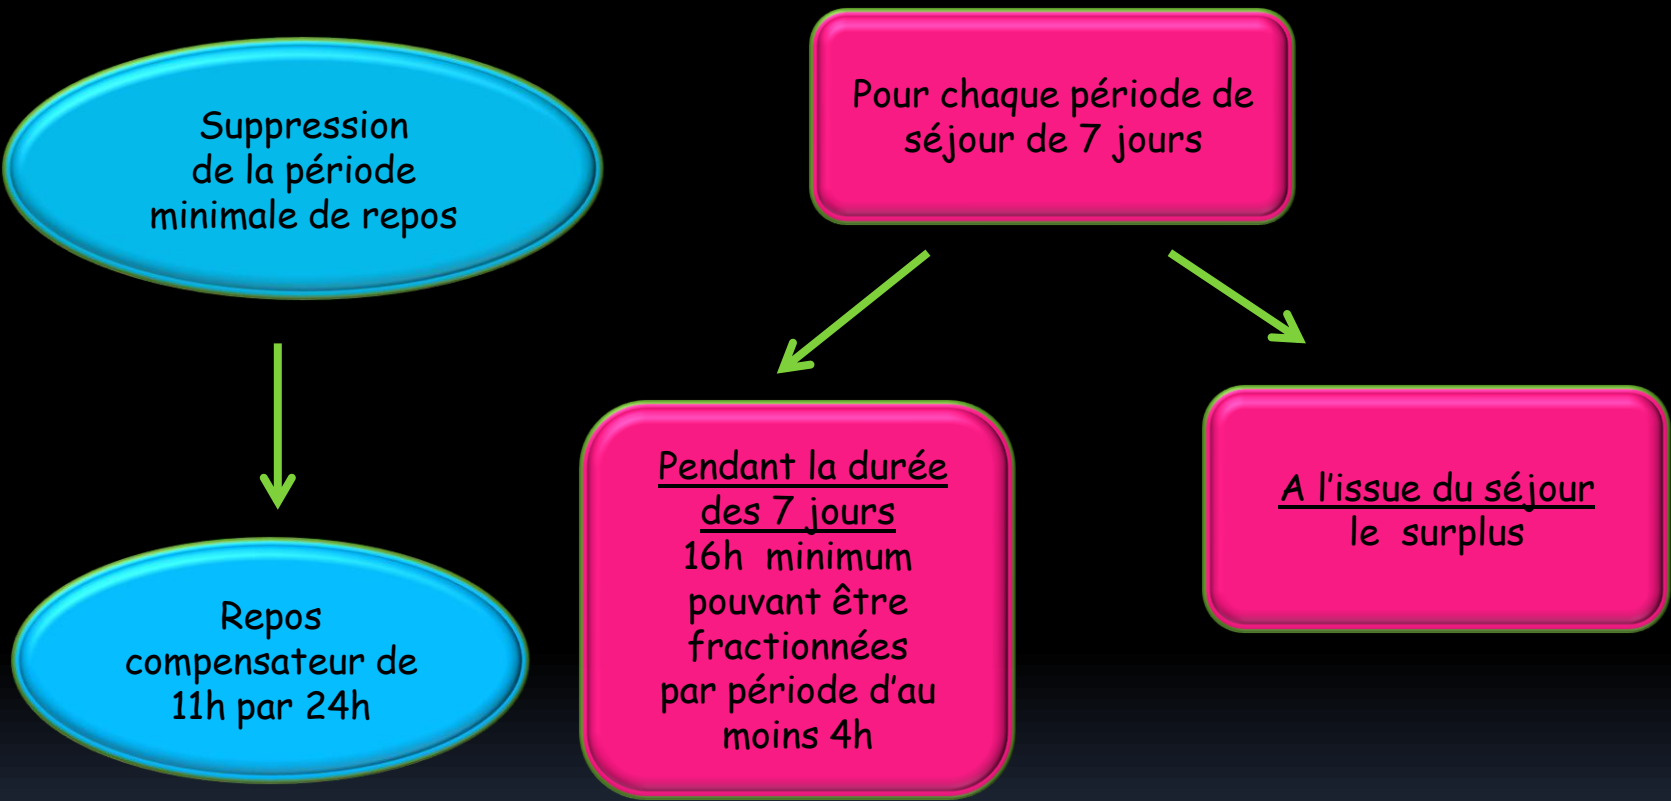 Suppression
de la période
minimale de repos
Repos
compensateur de
11h par 24h
Pour chaque période de
séjour de 7 jours
Pendant la durée
des 7 jours
16h minimum
pouvant être
fractionnées
par période d'au
moins 4h
A l'issue du séjour
le surplus